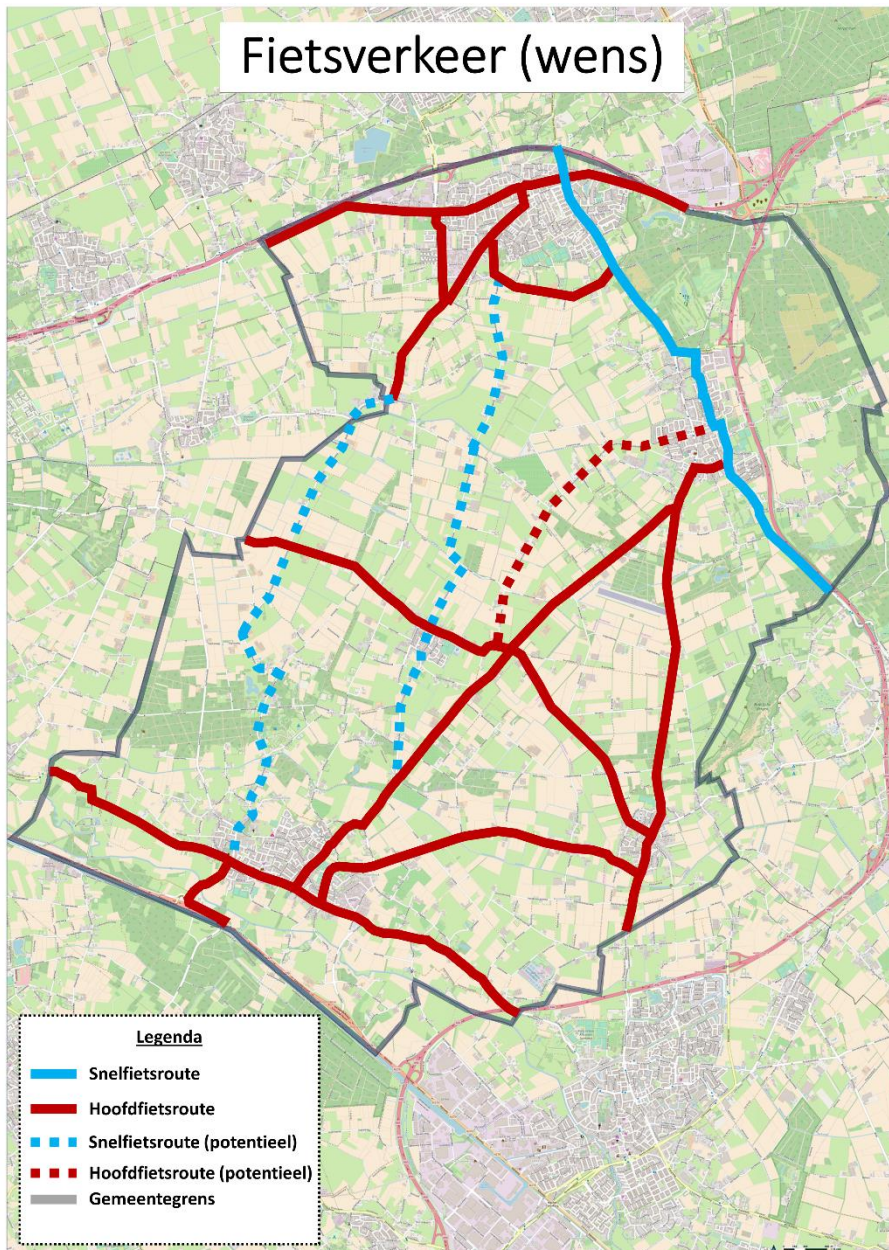 Fietsverkeer (wens)
Legenda
Snelfietsroute
Hoofdfietsroute
Snelfietsroute (potentieel)
Hoofdfietsroute (potentieel)
Gemeentegrens